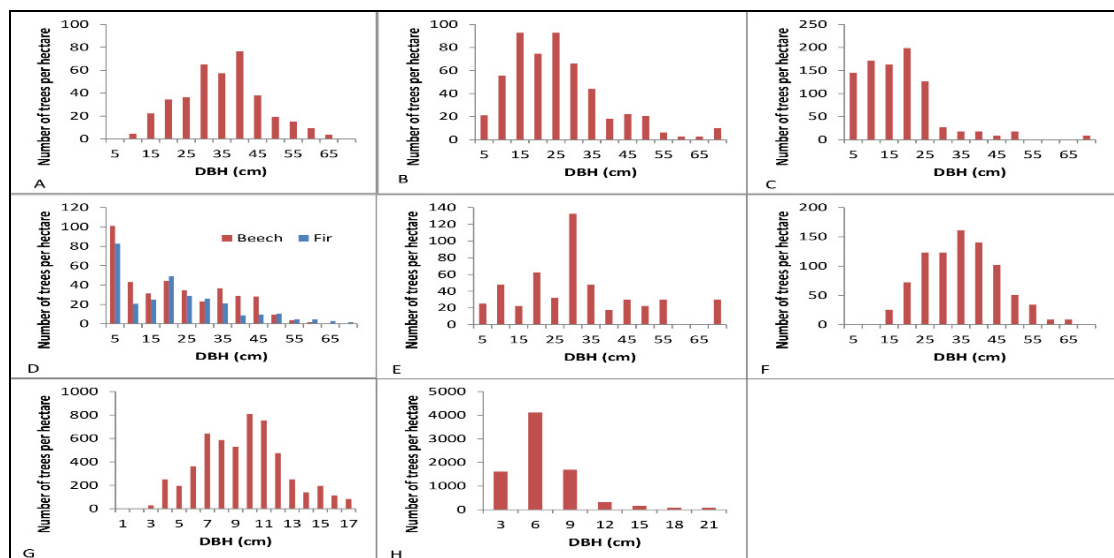 Number of trees per hectare
100
80
60
40
20
0
5 15 25 35 45 55 65
DBH (cm)
A
Number of trees per hectare
100
80
60
40
20
0
5 15 25 35 45 55 65
DBH (cm)
B
Number of trees per hectare
250
200
150
100
50
0
5 15 25 35 45 55 65
DBH (cm)
C
Number of trees per hectare
120
100
80
60
40
20
0
Beech Fir
5 15 25 35 45 55 65
DBH (cm)
D
Number of trees per hectare
140
120
100
80
60
40
20
0
5 15 25 35 45 55 65
DBH (cm)
E
Number of trees per hectare
200
150
100
50
0
5 15 25 35 45 55 65
DBH (cm)
F
Number of trees per hectare
1000
800
600
400
200
0
1 3 5 7 9 11 13 15 17
DBH (cm)
G
Number of trees per hectare
5000
4000
3000
2000
1000
0
3 6 9 12 15 18 21
DBH (cm)
H